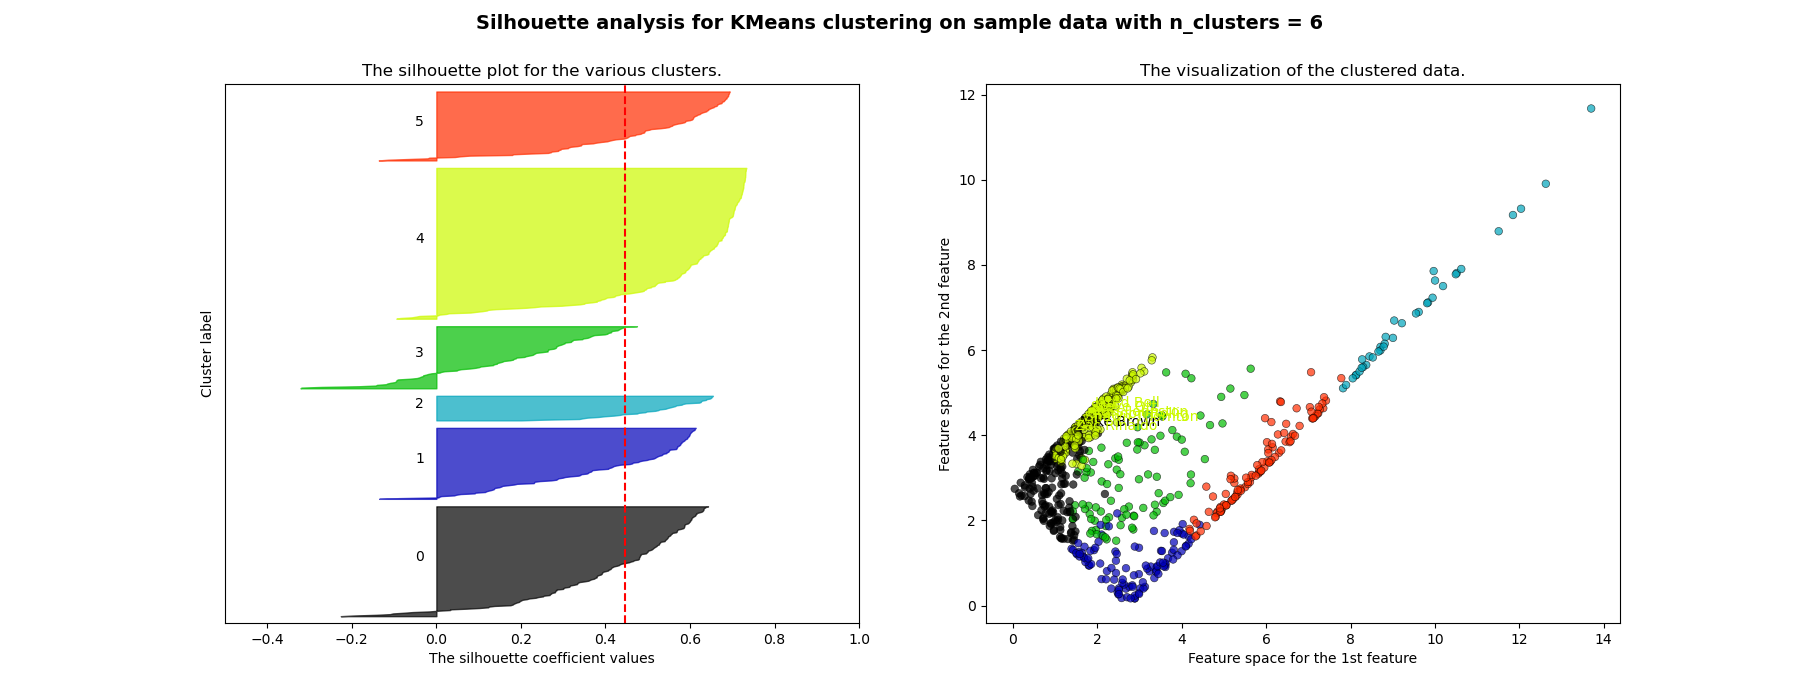 Silhouette analysis for KMeans clustering on sample data with n_clusters = 6
The silhouette plot for the various clusters.
5
4
3
2
1
0
Cluster label
−0.4 −0.2 0.0 0.2 0.4 0.6 0.8 1.0
The silhouette coefficient values
The visualization of the clustered data.
12
10
8
6
4
2
0
Feature space for the 2nd feature
Bell
Brown
0 2 4 6 8 10 12 14
Feature space for the 1st feature